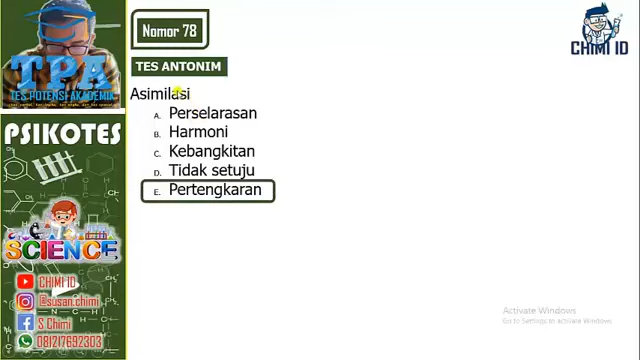 Nomor 78
CHIMI ID
TES ANTONIM
TPA
TES POTENSI AKADEMIK
Asimilasi
A. Perselarasan
B. Harmoni
C. Kebangkitan
D. Tidak setuju
E. Pertengkaran
PSIKOTES
SCIENCE
CHIMI ID
@susan.chimi
S Chimi
081217692303
Activate Windows
Go to Settings to activate Windows.